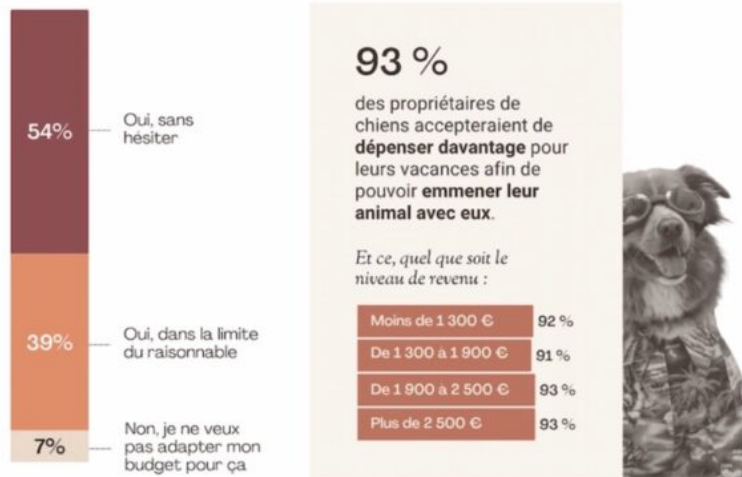 54%
Oui, sans
hésiter
39%
Oui, dans la limite
du raisonnable
7%
Non, je ne veux
pas adapter mon
budget pour ça
93 %
des propriétaires de
chiens accepteraient de
dépenser davantage pour
leurs vacances afin de
pouvoir emmener leur
animal avec eux.
Et ce, quel que soit le
niveau de revenu :
Moins de 1 300 € 92 %
De 1 300 à 1 900 € 91 %
De 1 900 à 2 500 € 93 %
Plus de 2 500 € 93 %